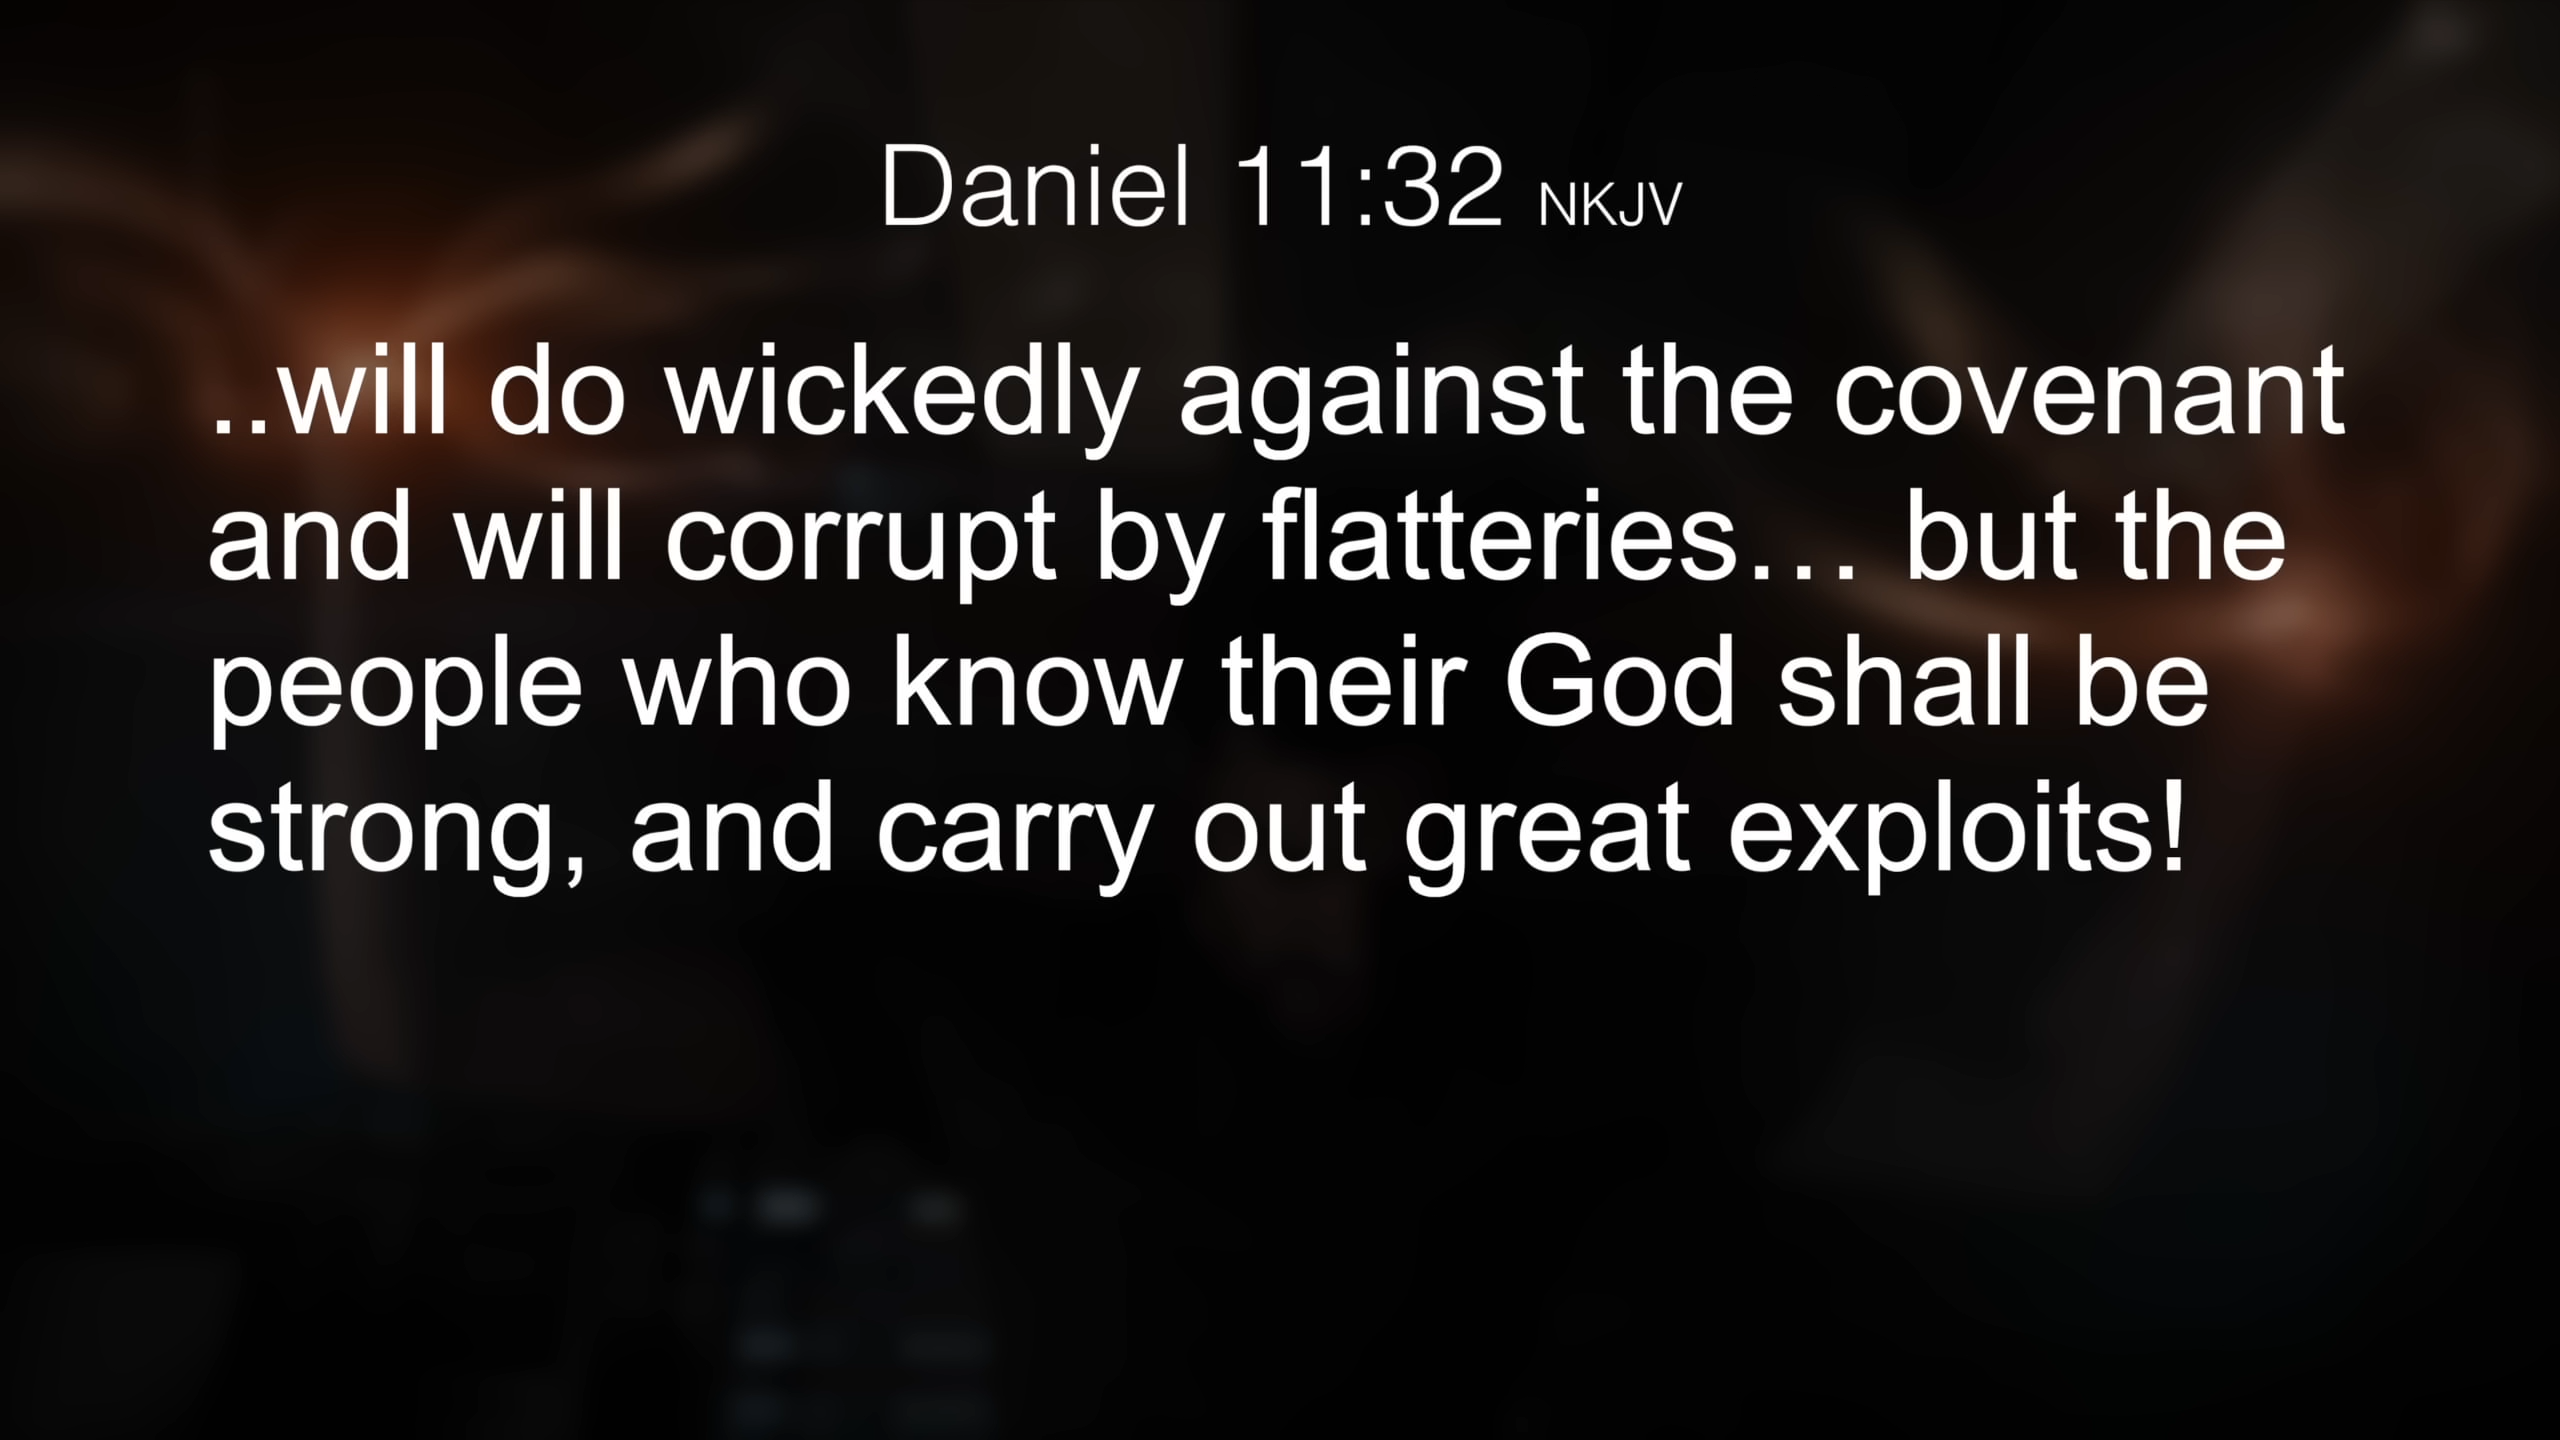 Daniel 11:32 NKJV
..will do wickedly against the covenant
and will corrupt by flatteries… but the
people who know their God shall be
strong, and carry out great exploits!